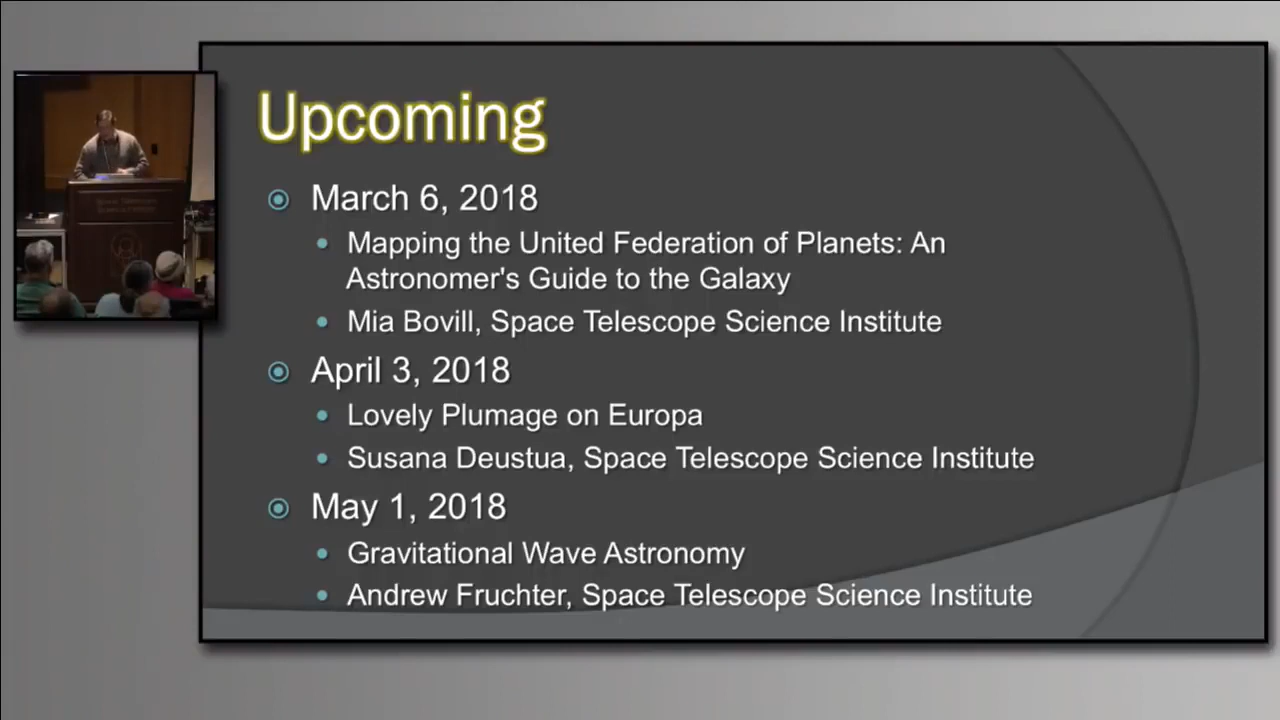 Upcoming
March 6, 2018
Mapping the United Federation of Planets: An
Astronomer's Guide to the Galaxy
Mia Bovill, Space Telescope Science Institute
April 3, 2018
Lovely Plumage on Europa
Susana Deustua, Space Telescope Science Institute
May 1, 2018
Gravitational Wave Astronomy
Andrew Fruchter, Space Telescope Science Institute